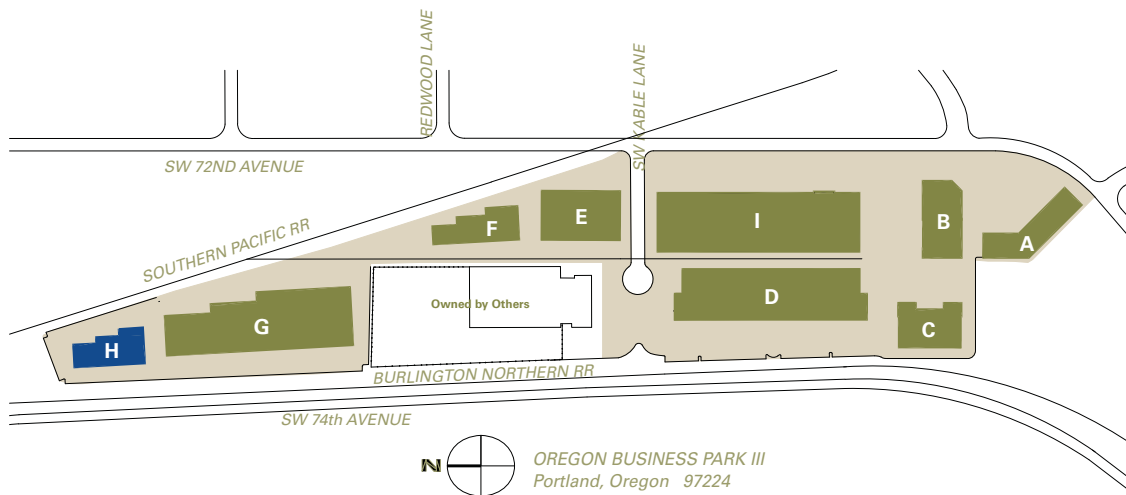 REDWOOD LANE
SW KABLE LANE
SW 72ND AVENUE
SOUTHERN PACIFIC RR
A
B
C
D
E
F
G
H
I
Owned by Others
BURLINGTON NORTHERN RR
SW 74th AVENUE
N
OREGON BUSINESS PARK III
Portland, Oregon 97224